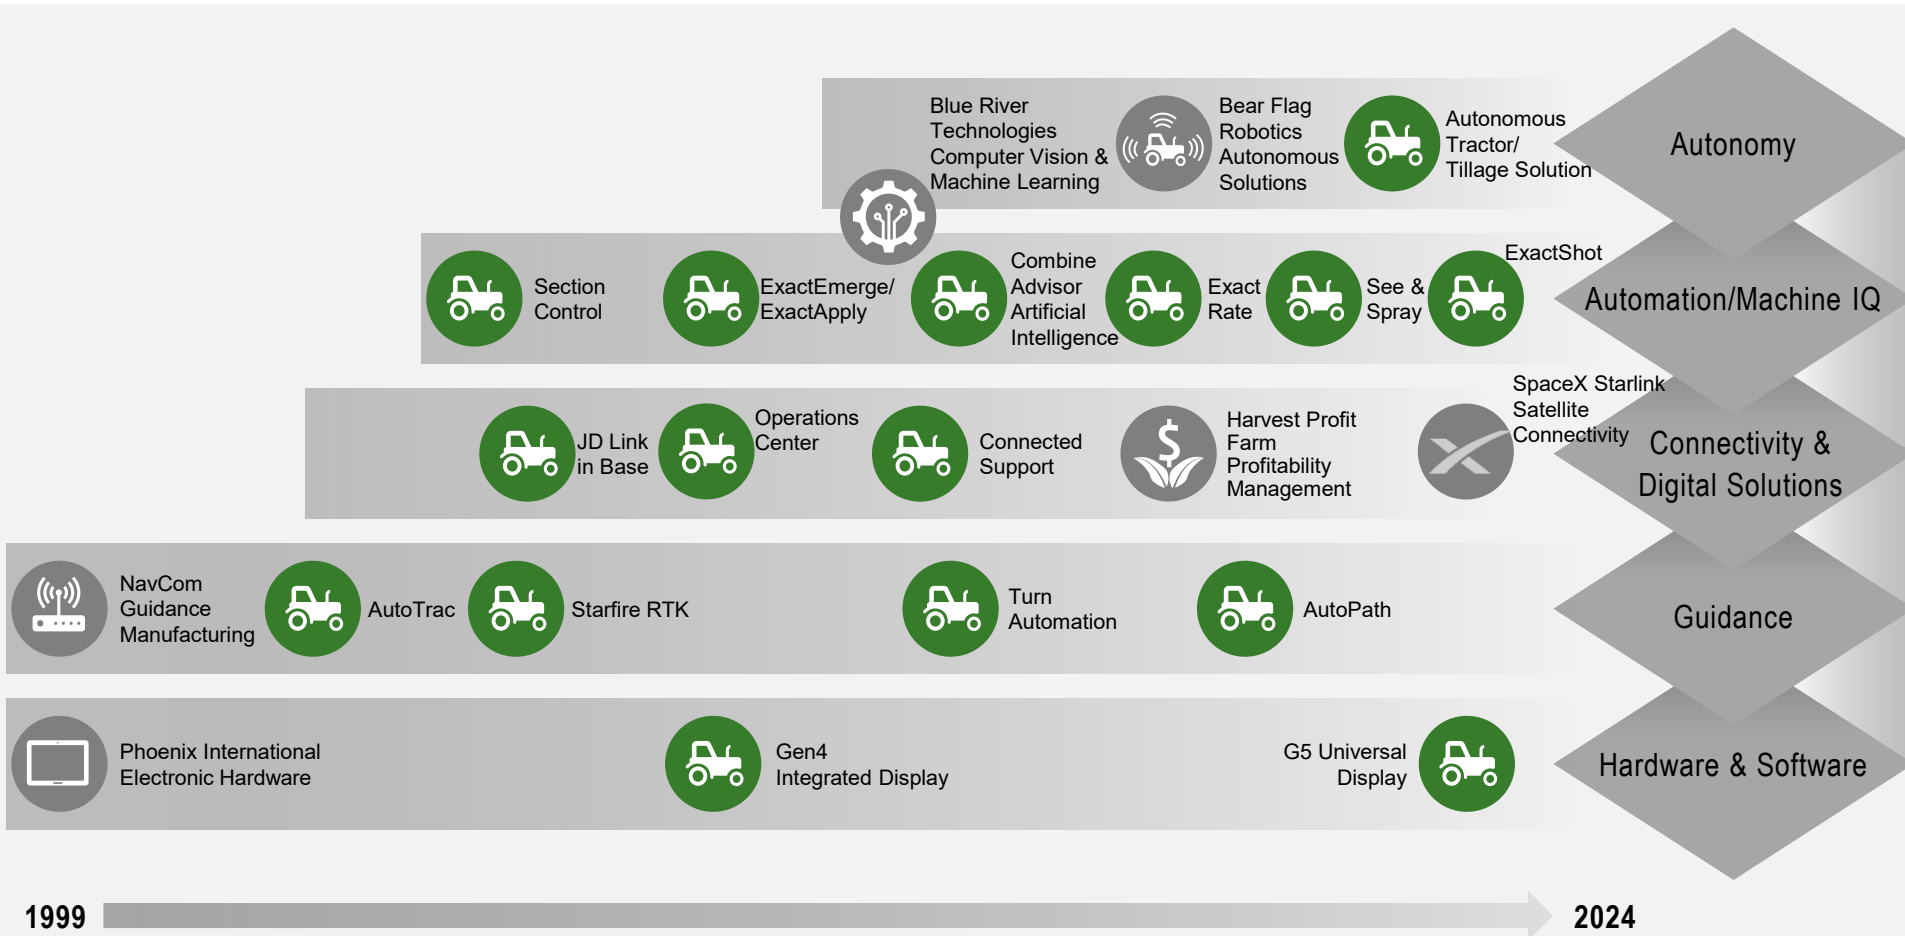 Blue River
Technologies
Computer Vision &
Machine Learning
Bear Flag
Robotics
Autonomous
Solutions
Autonomous
Tractor/
Tillage Solution
Autonomy
Section
Control
ExactEmerge/
ExactApply
Combine
Advisor
Artificial
Intelligence
Exact
Rate
See &
Spray
ExactShot
Automation/Machine IQ
JD Link
in Base
Operations
Center
Connected
Support
$
Harvest Profit
Farm
Profitability
Management
SpaceX Starlink
Satellite
Connectivity
Connectivity &
Digital Solutions
NavCom
Guidance
Manufacturing
AutoTrac
Starfire RTK
Turn
Automation
AutoPath
Guidance
Phoenix International
Electronic Hardware
Gen4
Integrated Display
G5 Universal
Display
Hardware & Software
1999
2024